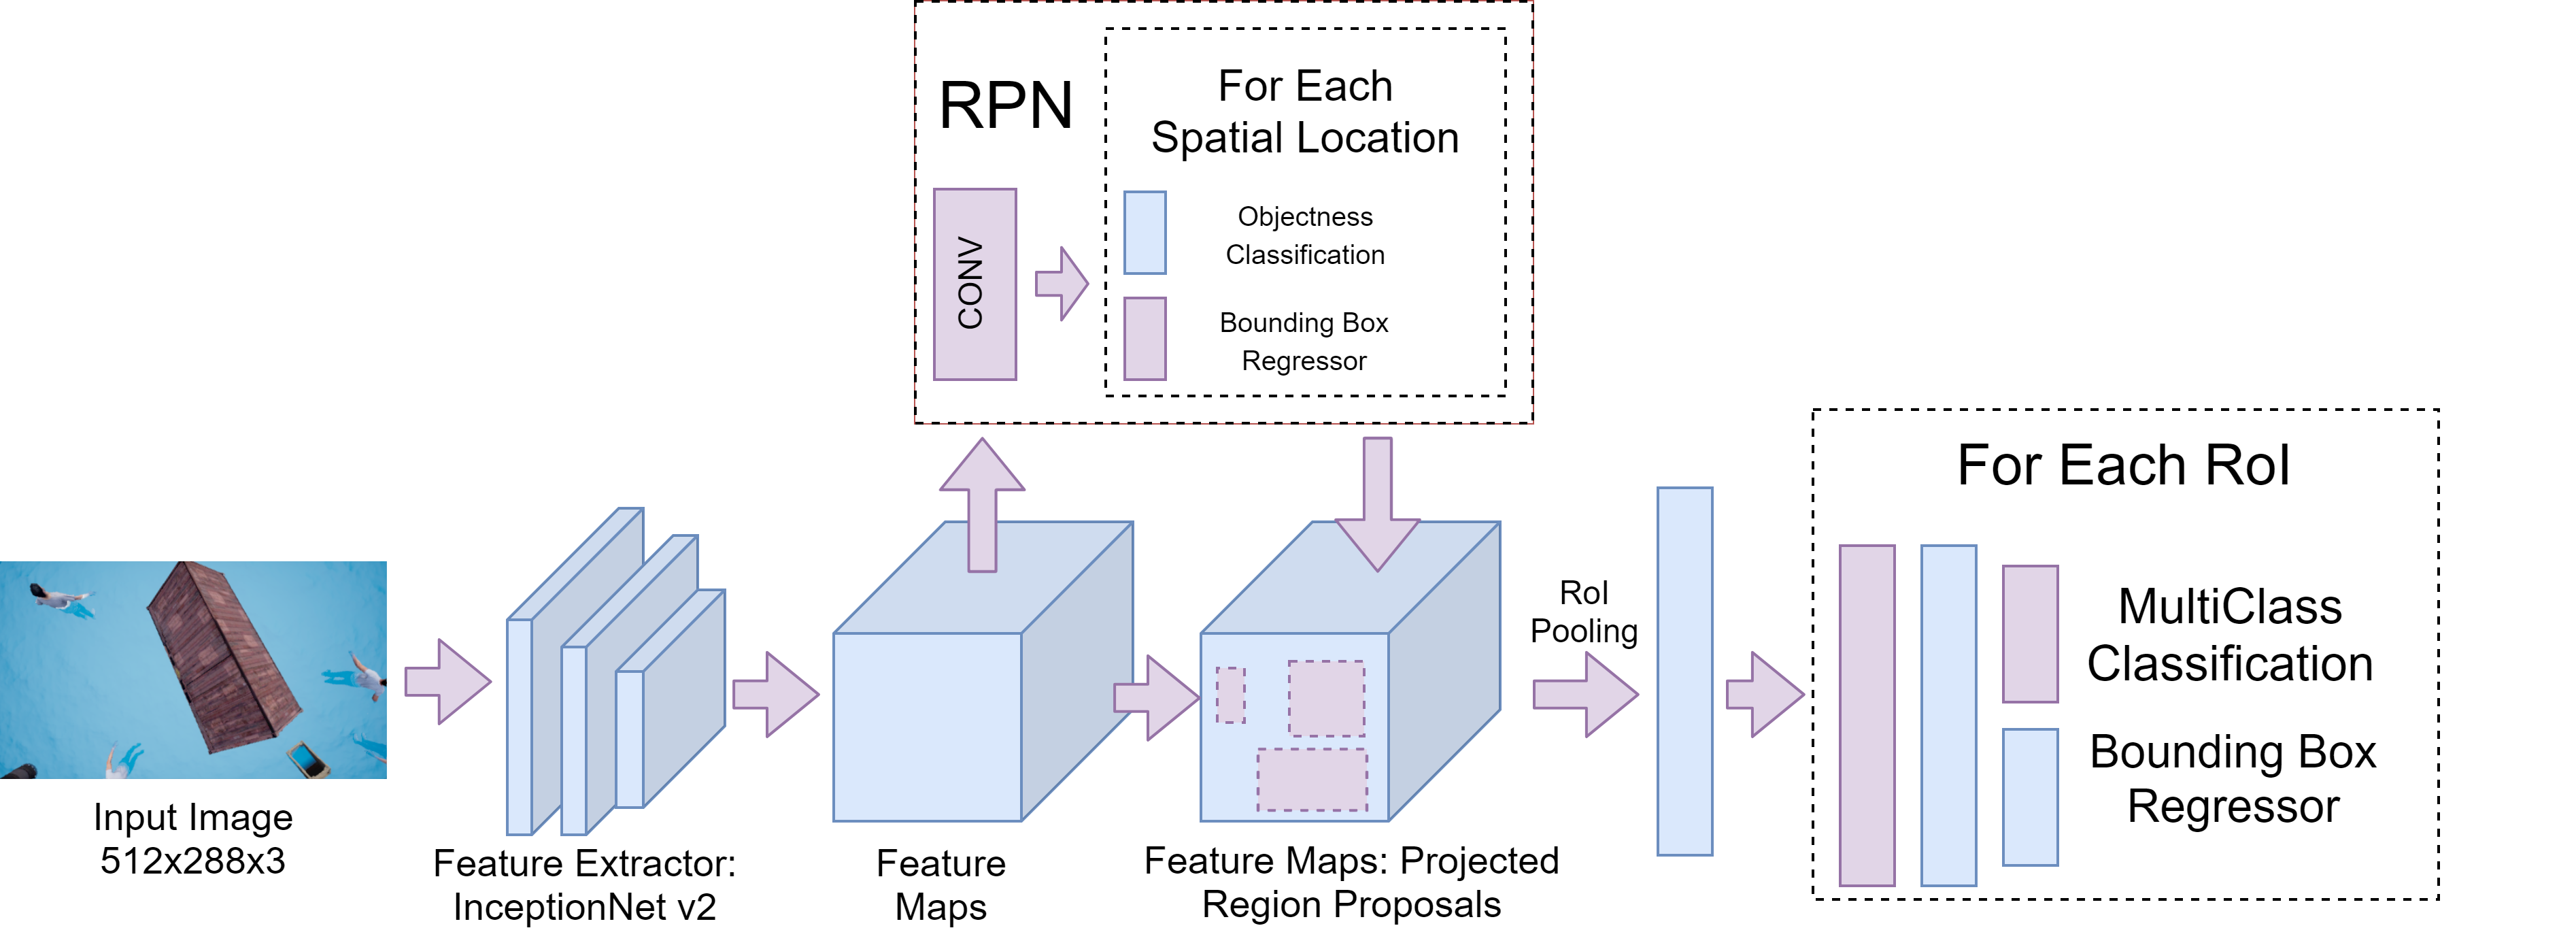 RPN
For Each
Spatial Location
CONV
Objectness
Classification
Bounding Box
Regressor
Input Image
512x288x3
Feature Extractor:
InceptionNet v2
Feature
Maps
Feature Maps: Projected
Region Proposals
RoI
Pooling
For Each RoI
MultiClass
Classification
Bounding Box
Regressor